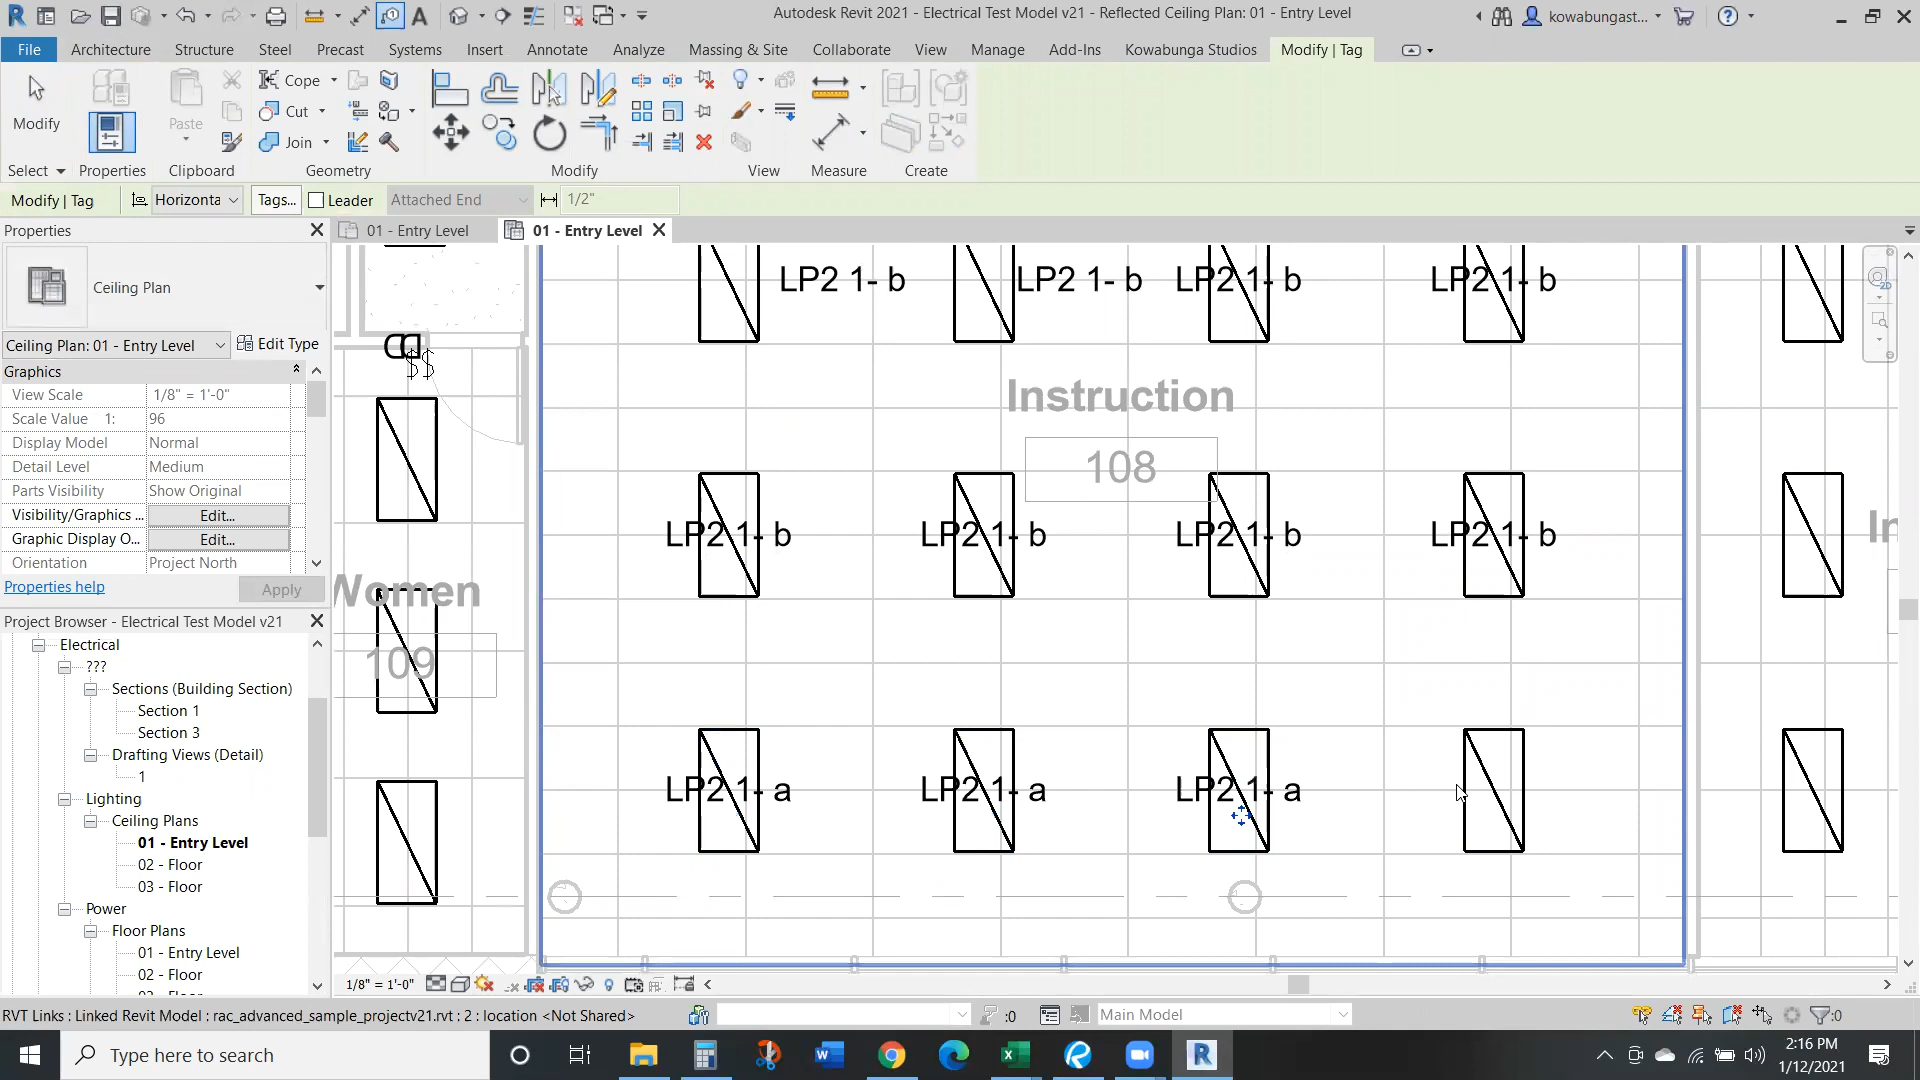 Autodesk Revit 2021 - Electrical Test Model v21 - Reflected Ceiling Plan: 01 - Entry Level
kowabungast...
File Architecture Structure Steel Precast Systems Insert Annotate Analyze Massing & Site Collaborate View Manage Add-Ins Kowabunga Studios Modify | Tag
Modify
Paste
Cope
Cut
Join
Select Properties Clipboard Geometry Modify View Measure Create
Modify | Tag Horizonta Tags... Leader Attached End 1/2"
Properties
01 - Entry Level
01 - Entry Level
Ceiling Plan
Ceiling Plan: 01 - Entry Level
Edit Type
Graphics
View Scale 1/8" = 1'-0"
Scale Value 1: 96
Display Model Normal
Detail Level Medium
Parts Visibility Show Original
Visibility/Graphics ... Edit...
Graphic Display O... Edit...
Orientation Project North
Properties help Apply
Project Browser - Electrical Test Model v21
Electrical
???
Sections (Building Section)
Section 1
Section 3
Drafting Views (Detail)
1
Lighting
Ceiling Plans
01 - Entry Level
02 - Floor
03 - Floor
Power
Floor Plans
01 - Entry Level
02 - Floor
LP2 1- b LP2 1- b LP2 1- b LP2 1- b
$$
Instruction
108
LP2 1- b LP2 1- b LP2 1- b LP2 1- b
Women
109
LP2 1- a LP2 1- a LP2 1- a
2D
1/8" = 1'-0"
RVT Links : Linked Revit Model : rac_advanced_sample_projectv21.rvt : 2 : location <Not Shared>
:0
Main Model
:0
Type here to search
2:16 PM
1/12/2021